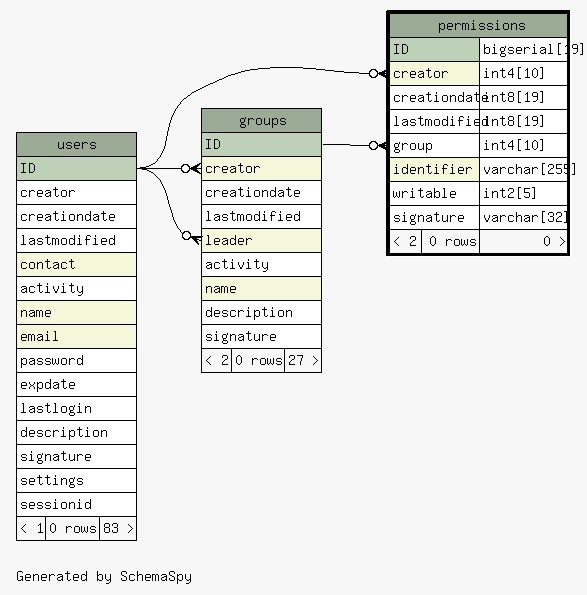 users
ID
creator
creationdate
lastmodified
contact
activity
name
email
password
expdate
lastlogin
description
signature
settings
sessionid
< 1 0 rows 83 >
groups
ID
creator
creationdate
lastmodified
leader
activity
name
description
signature
< 2 0 rows 27 >
permissions
ID bigserial[19]
creator int4[10]
creationdate int8[19]
lastmodified int8[19]
group int4[10]
identifier varchar[255]
writable int2[5]
signature varchar[32]
< 2 0 rows 0 >
Generated by SchemaSpy